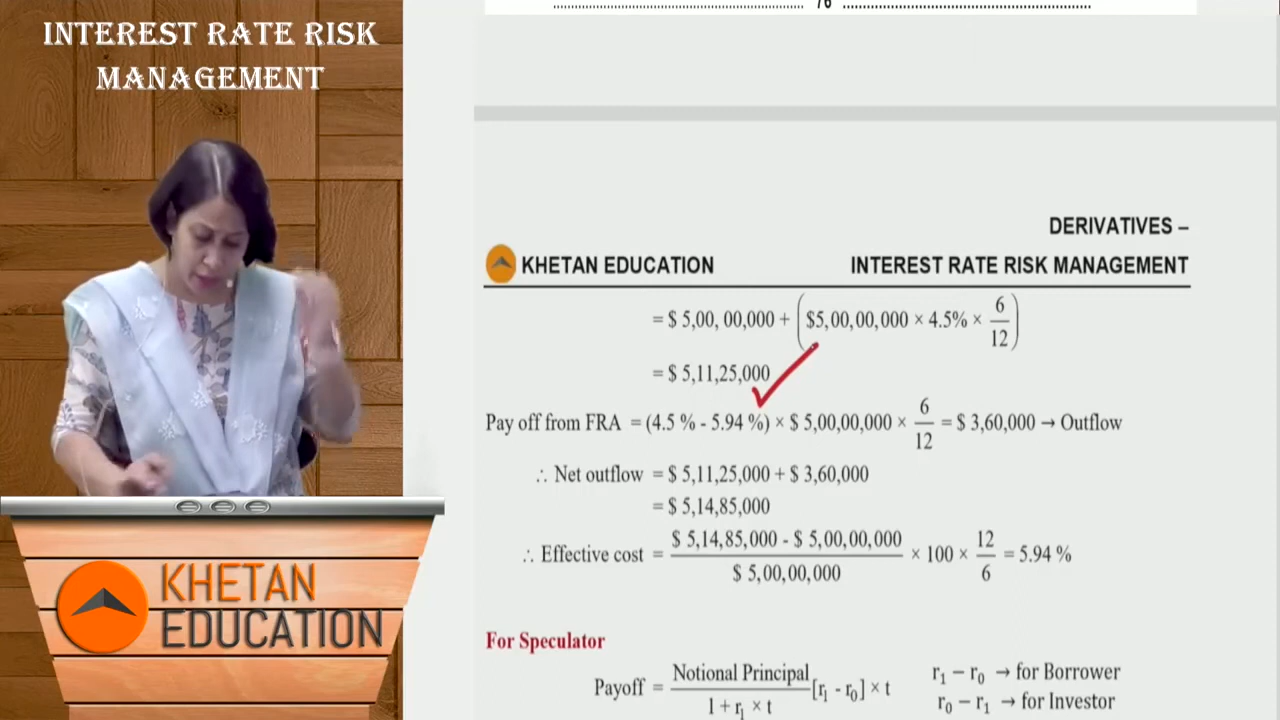 INTEREST RATE RISK
MANAGEMENT
76
DERIVATIVES –
KHETAN EDUCATION INTEREST RATE RISK MANAGEMENT
= $ 5,00, 00,000 + ($5,00,00,000 × 4.5% × 6/12)
= $ 5,11,25,000
Pay off from FRA = (4.5 % - 5.94 %) × $ 5,00,00,000 × 6/12 = $ 3,60,000 → Outflow
∴ Net outflow = $ 5,11,25,000 + $ 3,60,000
= $ 5,14,85,000
∴ Effective cost = $ 5,14,85,000 - $ 5,00,00,000 / $ 5,00,00,000 × 100 × 12/6 = 5.94 %
For Speculator
Payoff = Notional Principal / 1 + r₁ × t [r₁ - r₀] × t
r₁ – r₀ → for Borrower
r₀ – r₁ → for Investor
KHETAN
EDUCATION